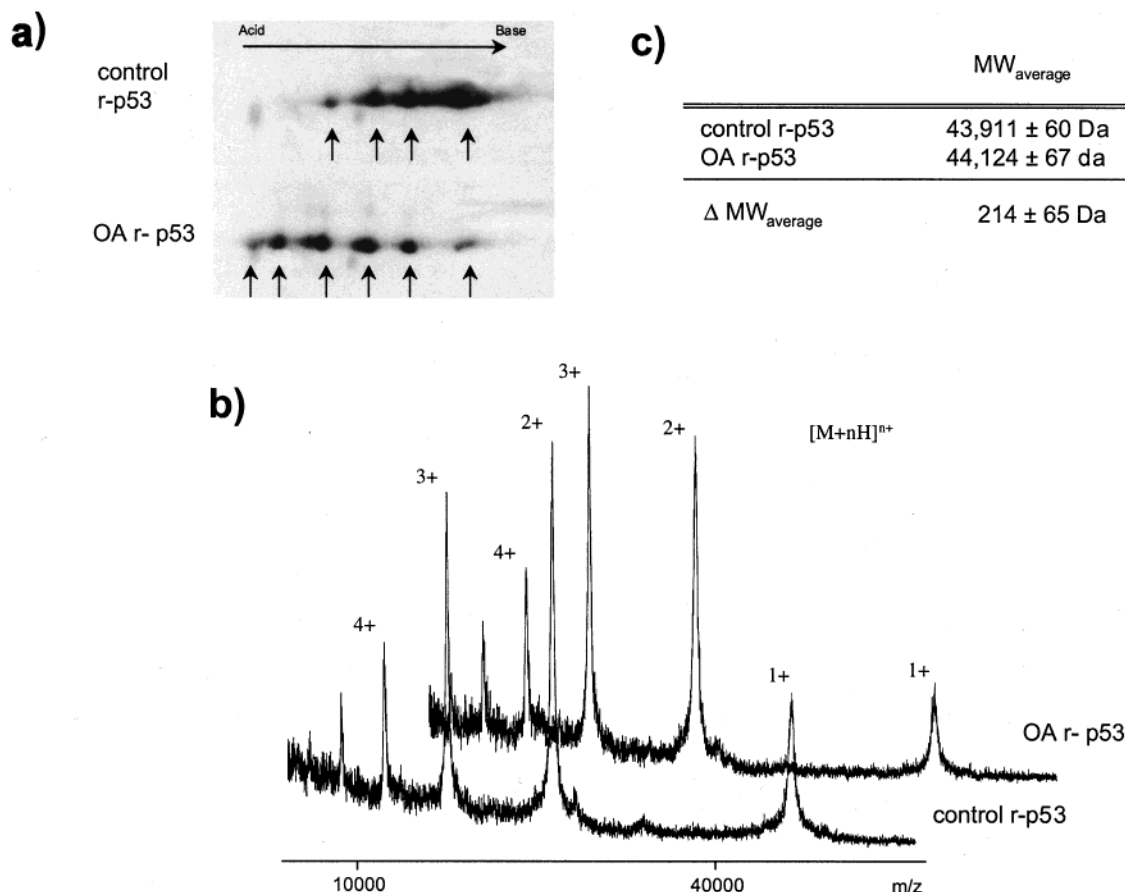 a)
Acid
Base
control
r-p53
OA r- p53
c)
MWaverage
control r-p53 43,911 ± 60 Da
OA r-p53 44,124 ± 67 da
Δ MWaverage 214 ± 65 Da
b)
3+
2+
2+
[M+nH]n+
3+
4+
4+
1+
1+
OA r- p53
control r-p53
10000
40000
m/z